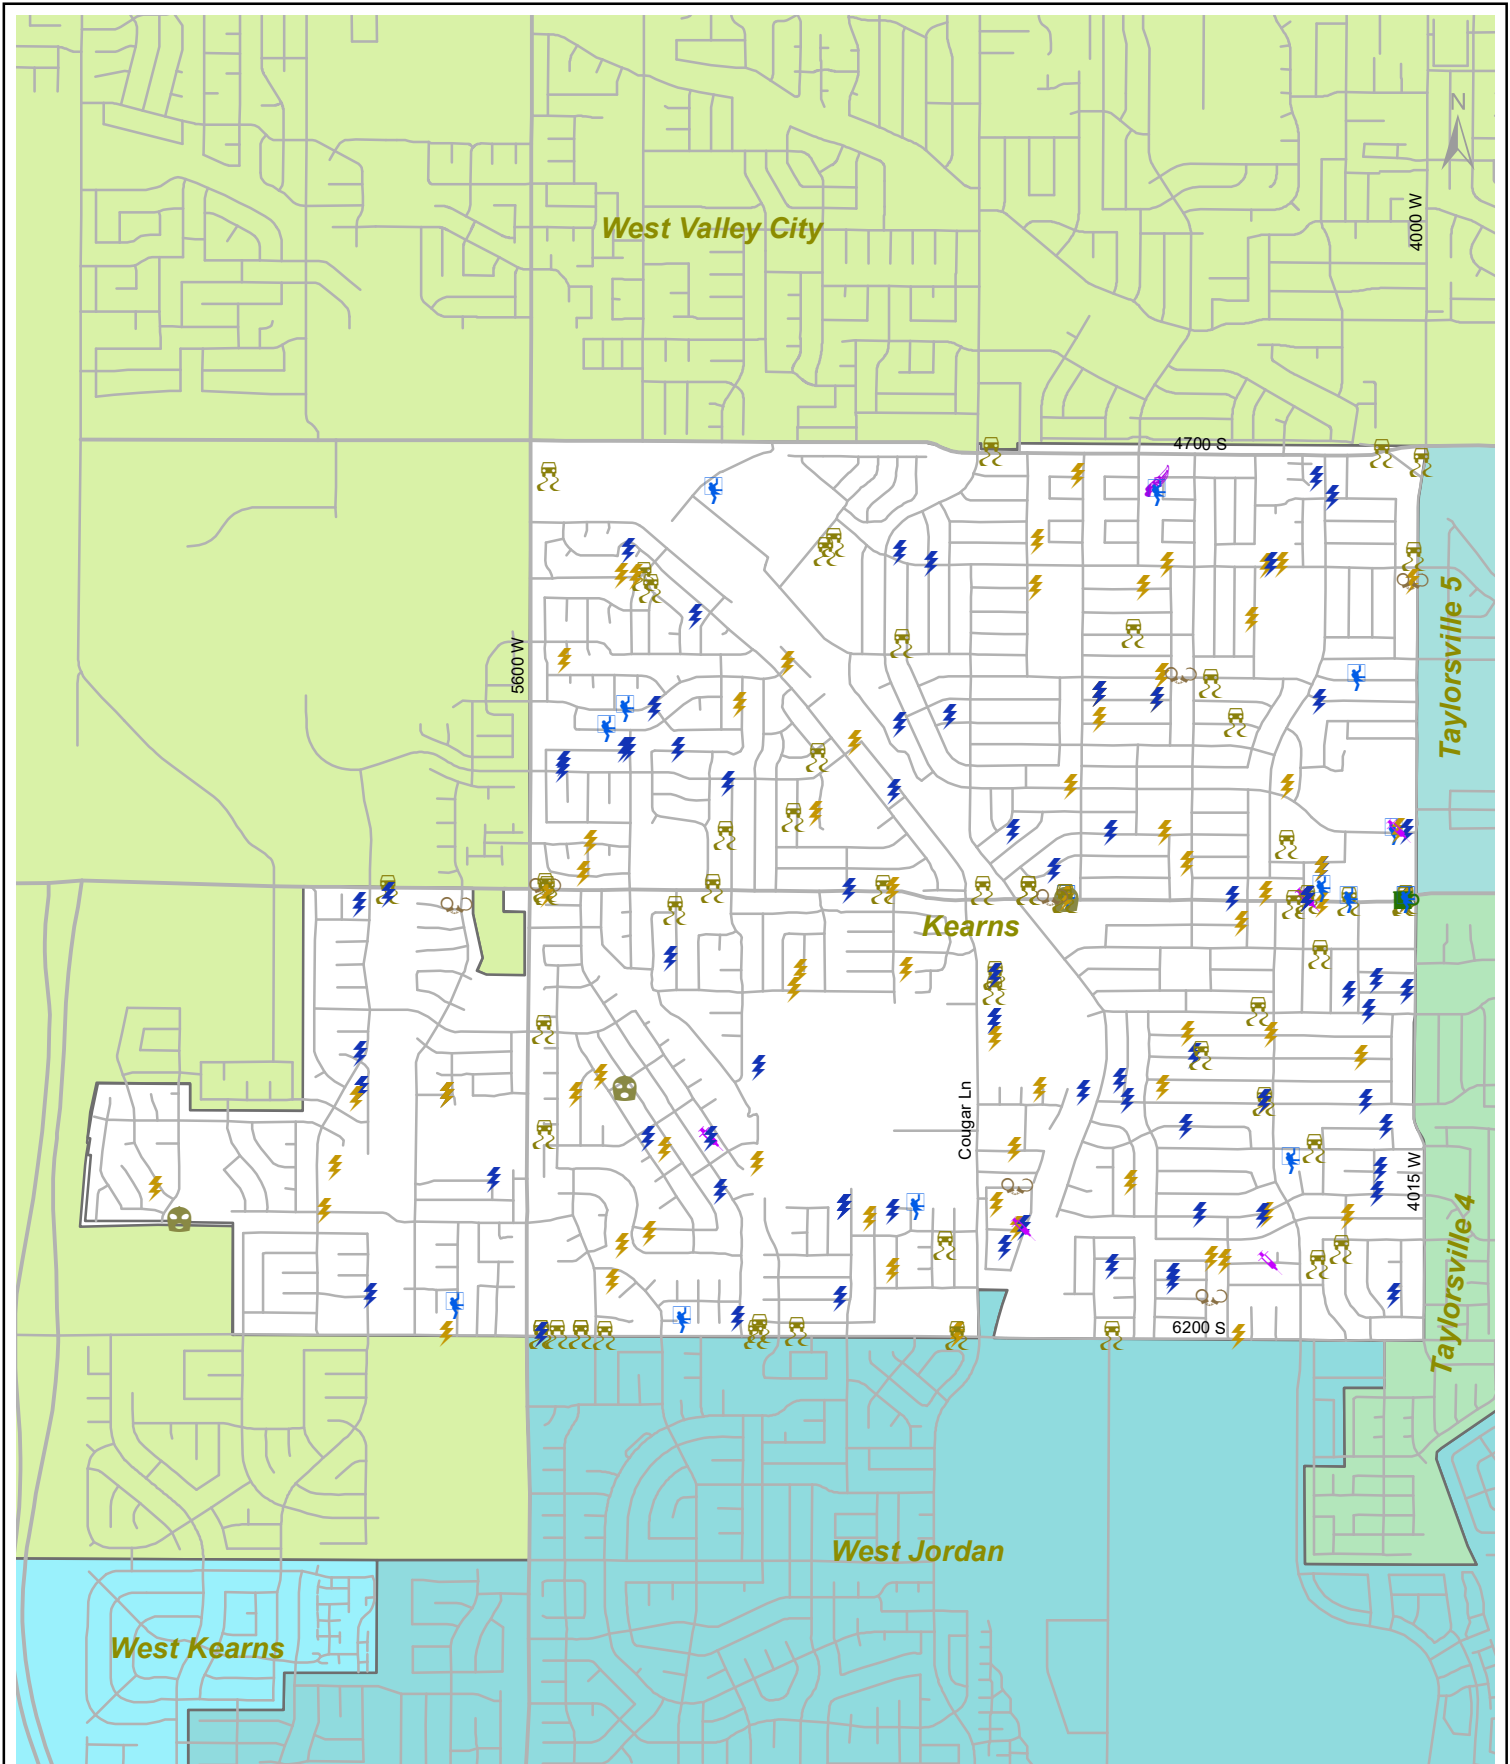 N
West Valley City
4000 W
4700 S
Taylorsville 5
5600 W
Kearns
Cougar Ln
4015 W
Taylorsville 4
6200 S
West Jordan
West Kearns